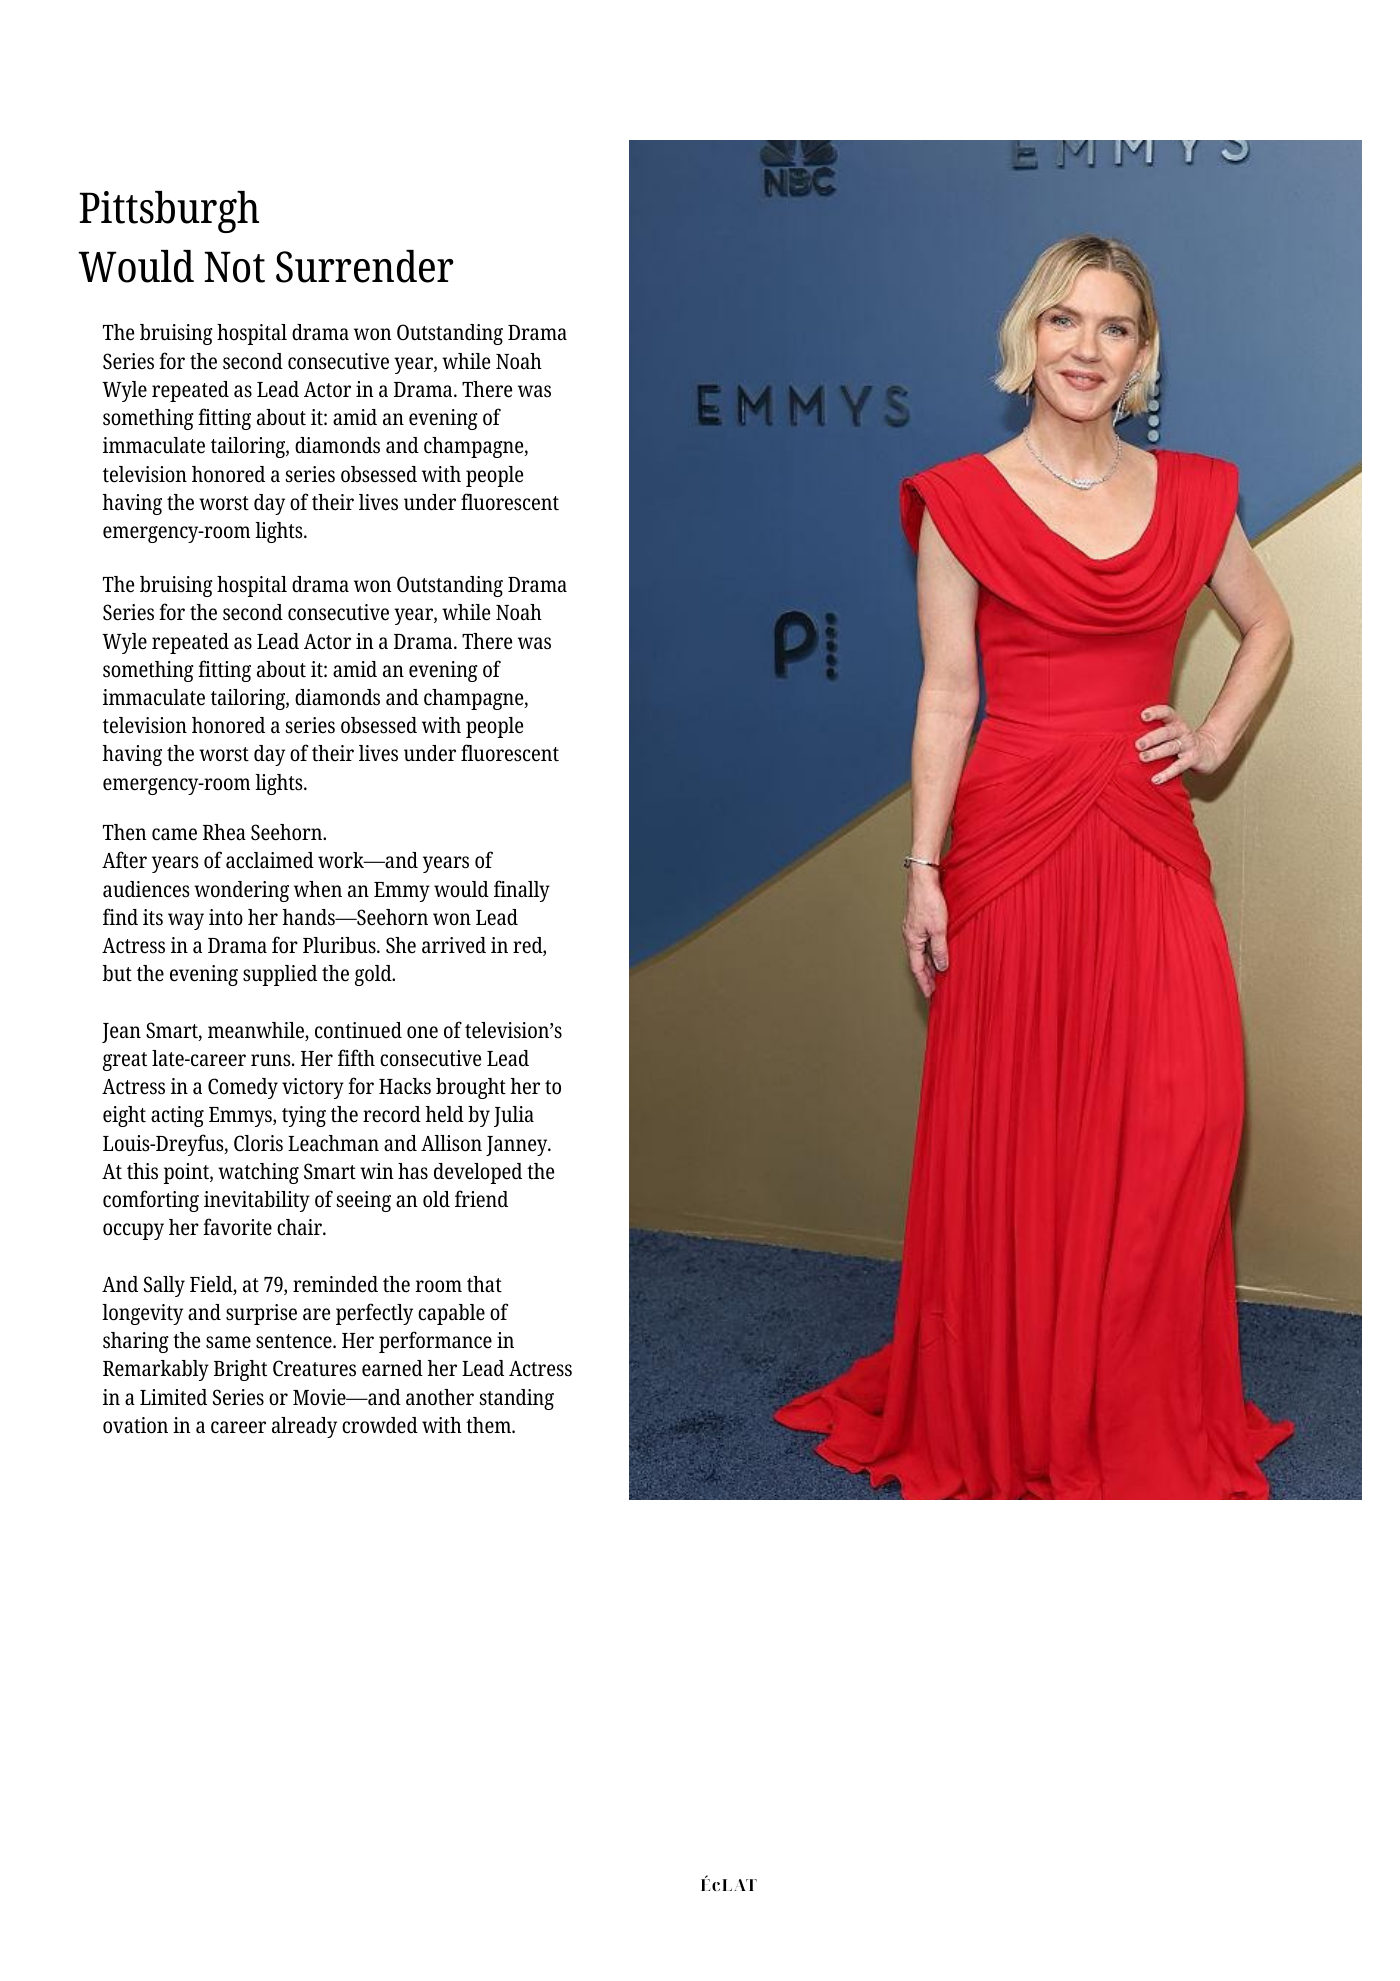 Pittsburgh
Would Not Surrender
The bruising hospital drama won Outstanding Drama
Series for the second consecutive year, while Noah
Wyle repeated as Lead Actor in a Drama. There was
something fitting about it: amid an evening of
immaculate tailoring, diamonds and champagne,
television honored a series obsessed with people
having the worst day of their lives under fluorescent
emergency-room lights.
The bruising hospital drama won Outstanding Drama
Series for the second consecutive year, while Noah
Wyle repeated as Lead Actor in a Drama. There was
something fitting about it: amid an evening of
immaculate tailoring, diamonds and champagne,
television honored a series obsessed with people
having the worst day of their lives under fluorescent
emergency-room lights.
Then came Rhea Seehorn.
After years of acclaimed work—and years of
audiences wondering when an Emmy would finally
find its way into her hands—Seehorn won Lead
Actress in a Drama for Pluribus. She arrived in red,
but the evening supplied the gold.
Jean Smart, meanwhile, continued one of television’s
great late-career runs. Her fifth consecutive Lead
Actress in a Comedy victory for Hacks brought her to
eight acting Emmys, tying the record held by Julia
Louis-Dreyfus, Cloris Leachman and Allison Janney.
At this point, watching Smart win has developed the
comforting inevitability of seeing an old friend
occupy her favorite chair.
And Sally Field, at 79, reminded the room that
longevity and surprise are perfectly capable of
sharing the same sentence. Her performance in
Remarkably Bright Creatures earned her Lead Actress
in a Limited Series or Movie—and another standing
ovation in a career already crowded with them.
NBC
EMMYS
EMMYS
P
ÉcLAT